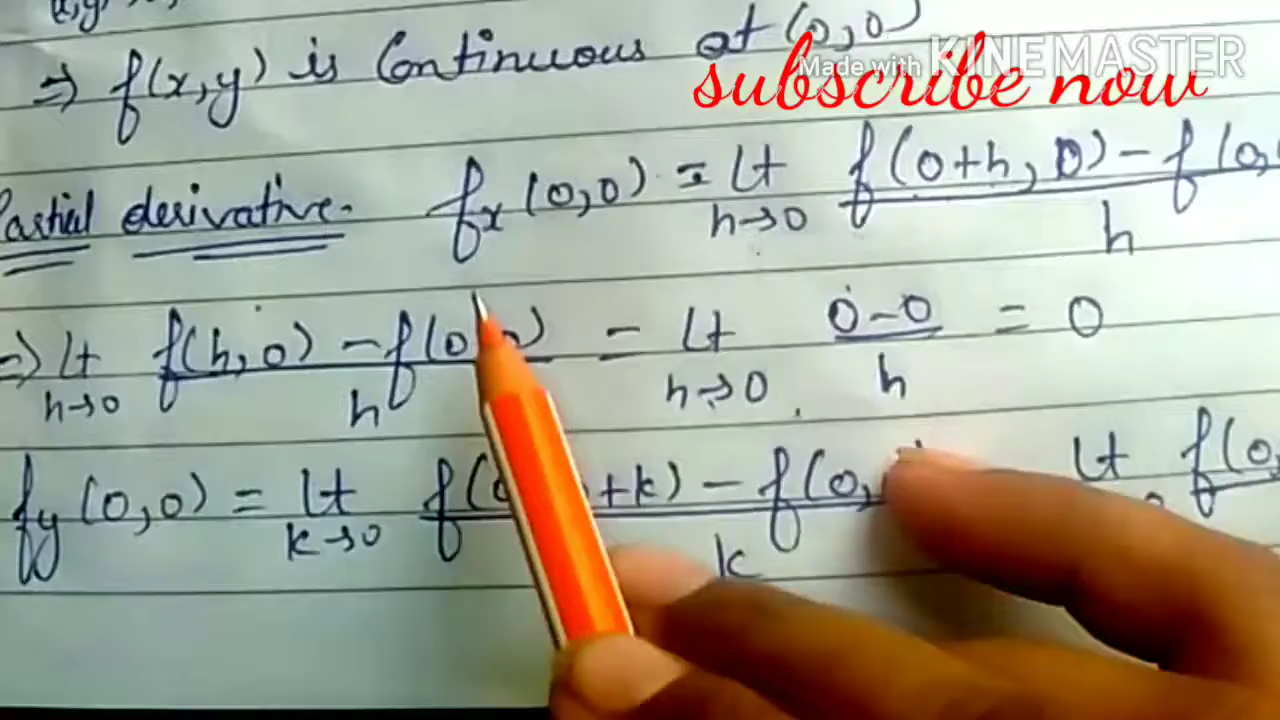 ⇒ f(x,y) is Continuous at (0,0)
Made with KINEMASTER
subscribe now
Partial derivative. fx(0,0) = lt h→0 f(0+h, 0) - f(0, h
⇒ lt h→0 f(h,0) - f(0,0) h = lt h→0 0-0 h = 0
fy(0,0) = lt k→0 f( +k) - f(0, k lt f(0,